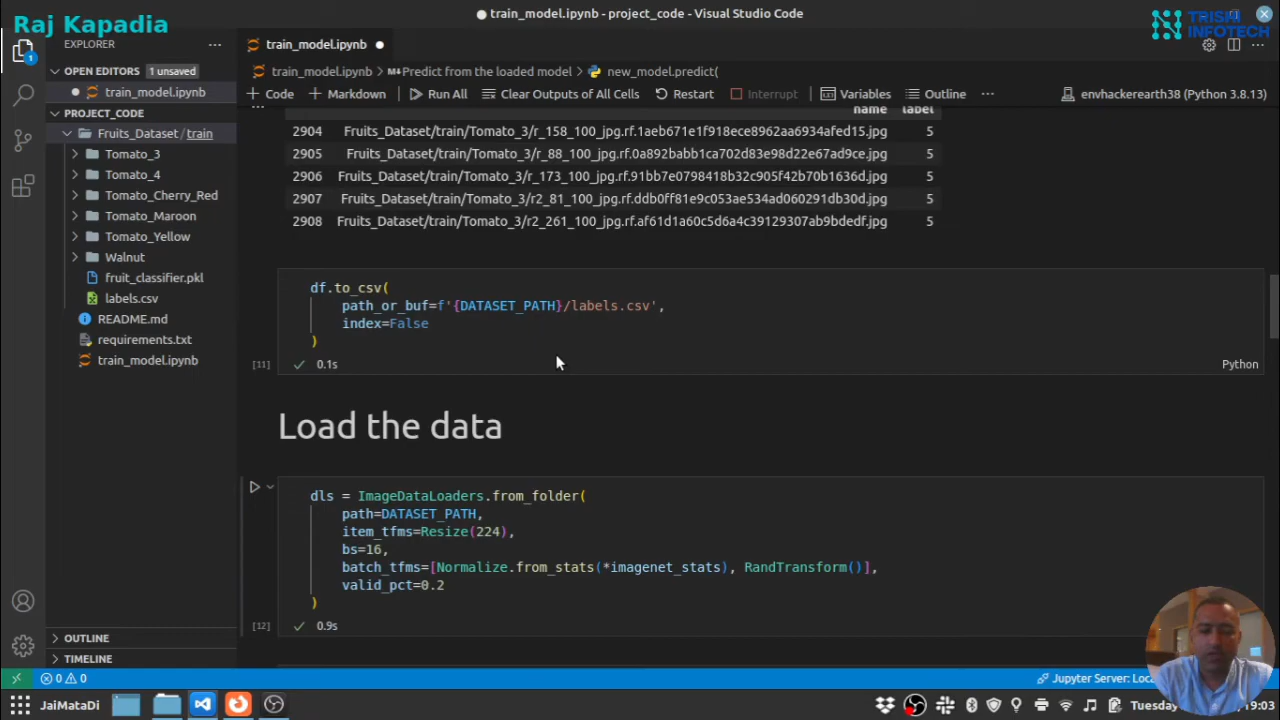 Raj Kapadia
train_model.ipynb - project_code - Visual Studio Code
TRISHI
INFOTECH
EXPLORER
OPEN EDITORS
1 unsaved
train_model.ipynb
PROJECT_CODE
Fruits_Dataset / train
Tomato_3
Tomato_4
Tomato_Cherry_Red
Tomato_Maroon
Tomato_Yellow
Walnut
fruit_classifier.pkl
labels.csv
README.md
requirements.txt
train_model.ipynb
OUTLINE
TIMELINE
train_model.ipynb
train_model.ipynb > Predict from the loaded model > new_model.predict(
+ Code + Markdown Run All Clear Outputs of All Cells Restart Interrupt Variables Outline ... envhackerearth38 (Python 3.8.13)
name label
2904 Fruits_Dataset/train/Tomato_3/r_158_100_jpg.rf.1aeb671e1f918ece8962aa6934afed15.jpg 5
2905 Fruits_Dataset/train/Tomato_3/r_88_100_jpg.rf.0a892babb1ca702d83e98d22e67ad9ce.jpg 5
2906 Fruits_Dataset/train/Tomato_3/r_173_100_jpg.rf.91bb7e0798418b32c905f42b70b1636d.jpg 5
2907 Fruits_Dataset/train/Tomato_3/r2_81_100_jpg.rf.ddb0ff81e9c053ae534ad060291db30d.jpg 5
2908 Fruits_Dataset/train/Tomato_3/r2_261_100_jpg.rf.af61d1a60c5d6a4c39129307ab9bdedf.jpg 5
df.to_csv(
path_or_buf=f'{DATASET_PATH}/labels.csv',
index=False
)
[11] 0.1s Python
Load the data
dls = ImageDataLoaders.from_folder(
path=DATASET_PATH,
item_tfms=Resize(224),
bs=16,
batch_tfms=[Normalize.from_stats(*imagenet_stats), RandTransform()],
valid_pct=0.2
)
[12] 0.9s
0 0
Jupyter Server:
JaiMataDi
Tuesday
19:03